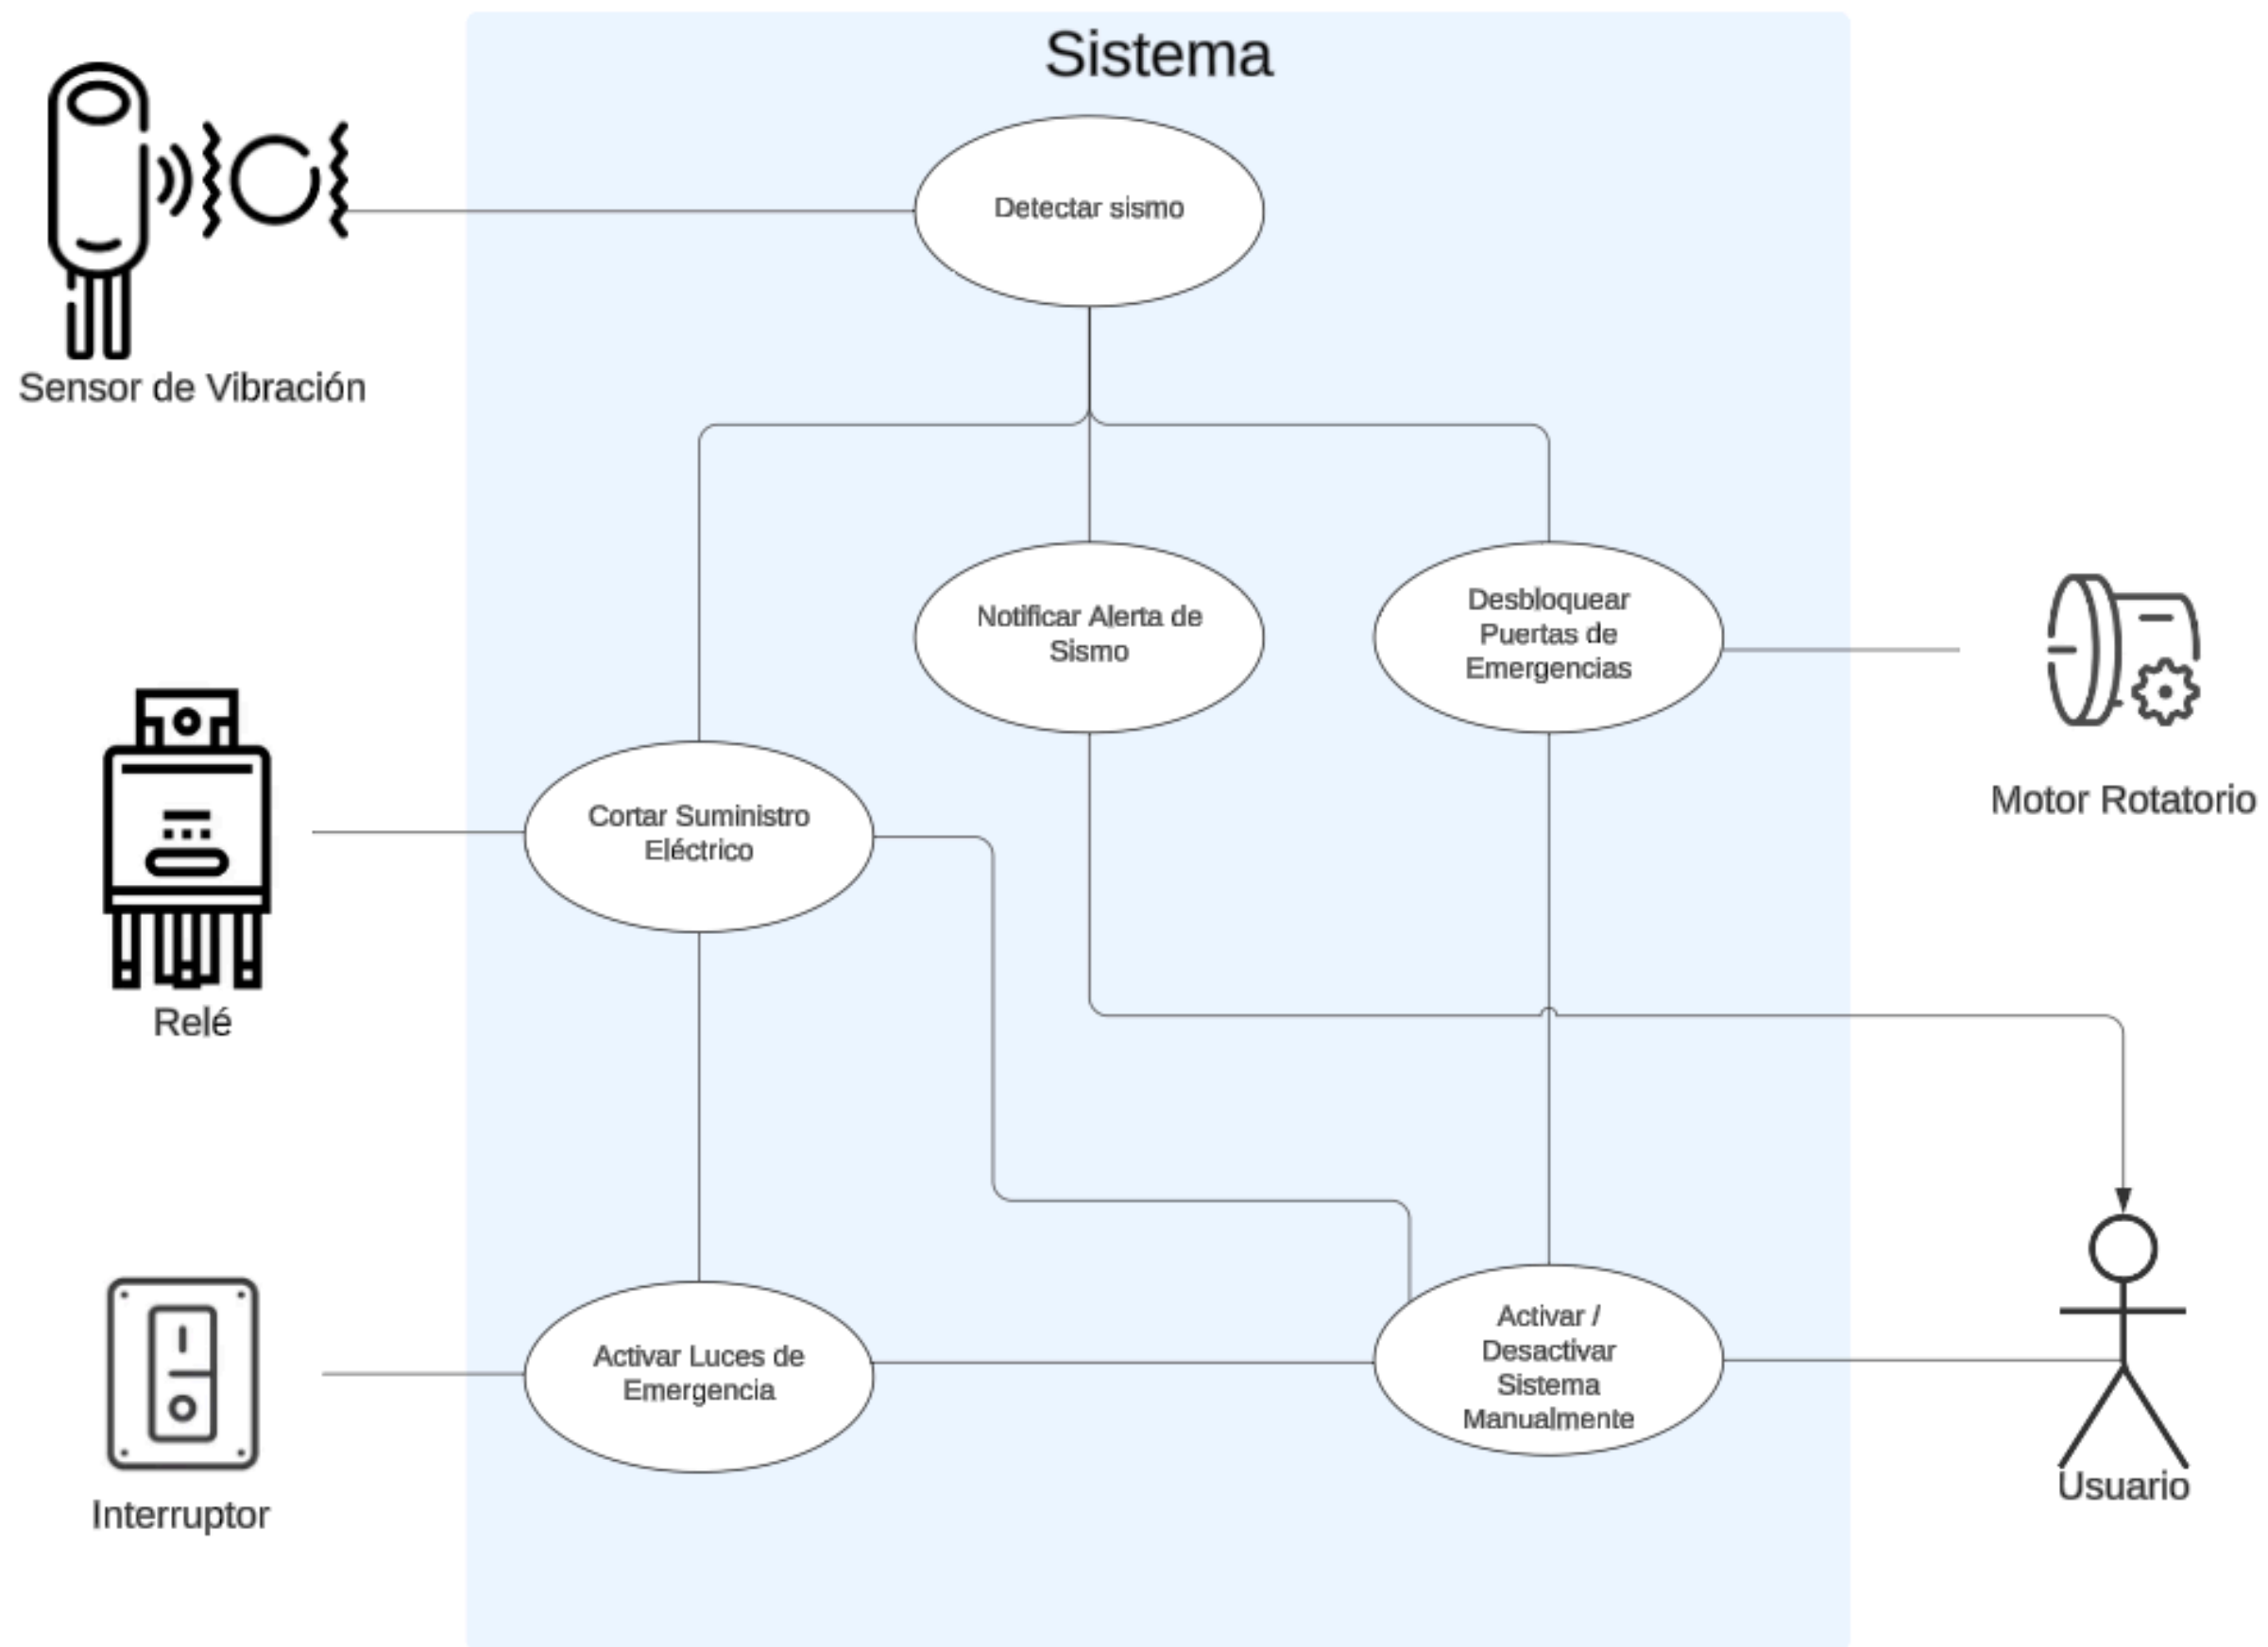 Sistema
Detectar sismo
Sensor de Vibración
Notificar Alerta de
Sismo
Desbloquear
Puertas de
Emergencias
Motor Rotatorio
Cortar Suministro
Eléctrico
Relé
Activar Luces de
Emergencia
Activar /
Desactivar
Sistema
Manualmente
Interruptor
Usuario